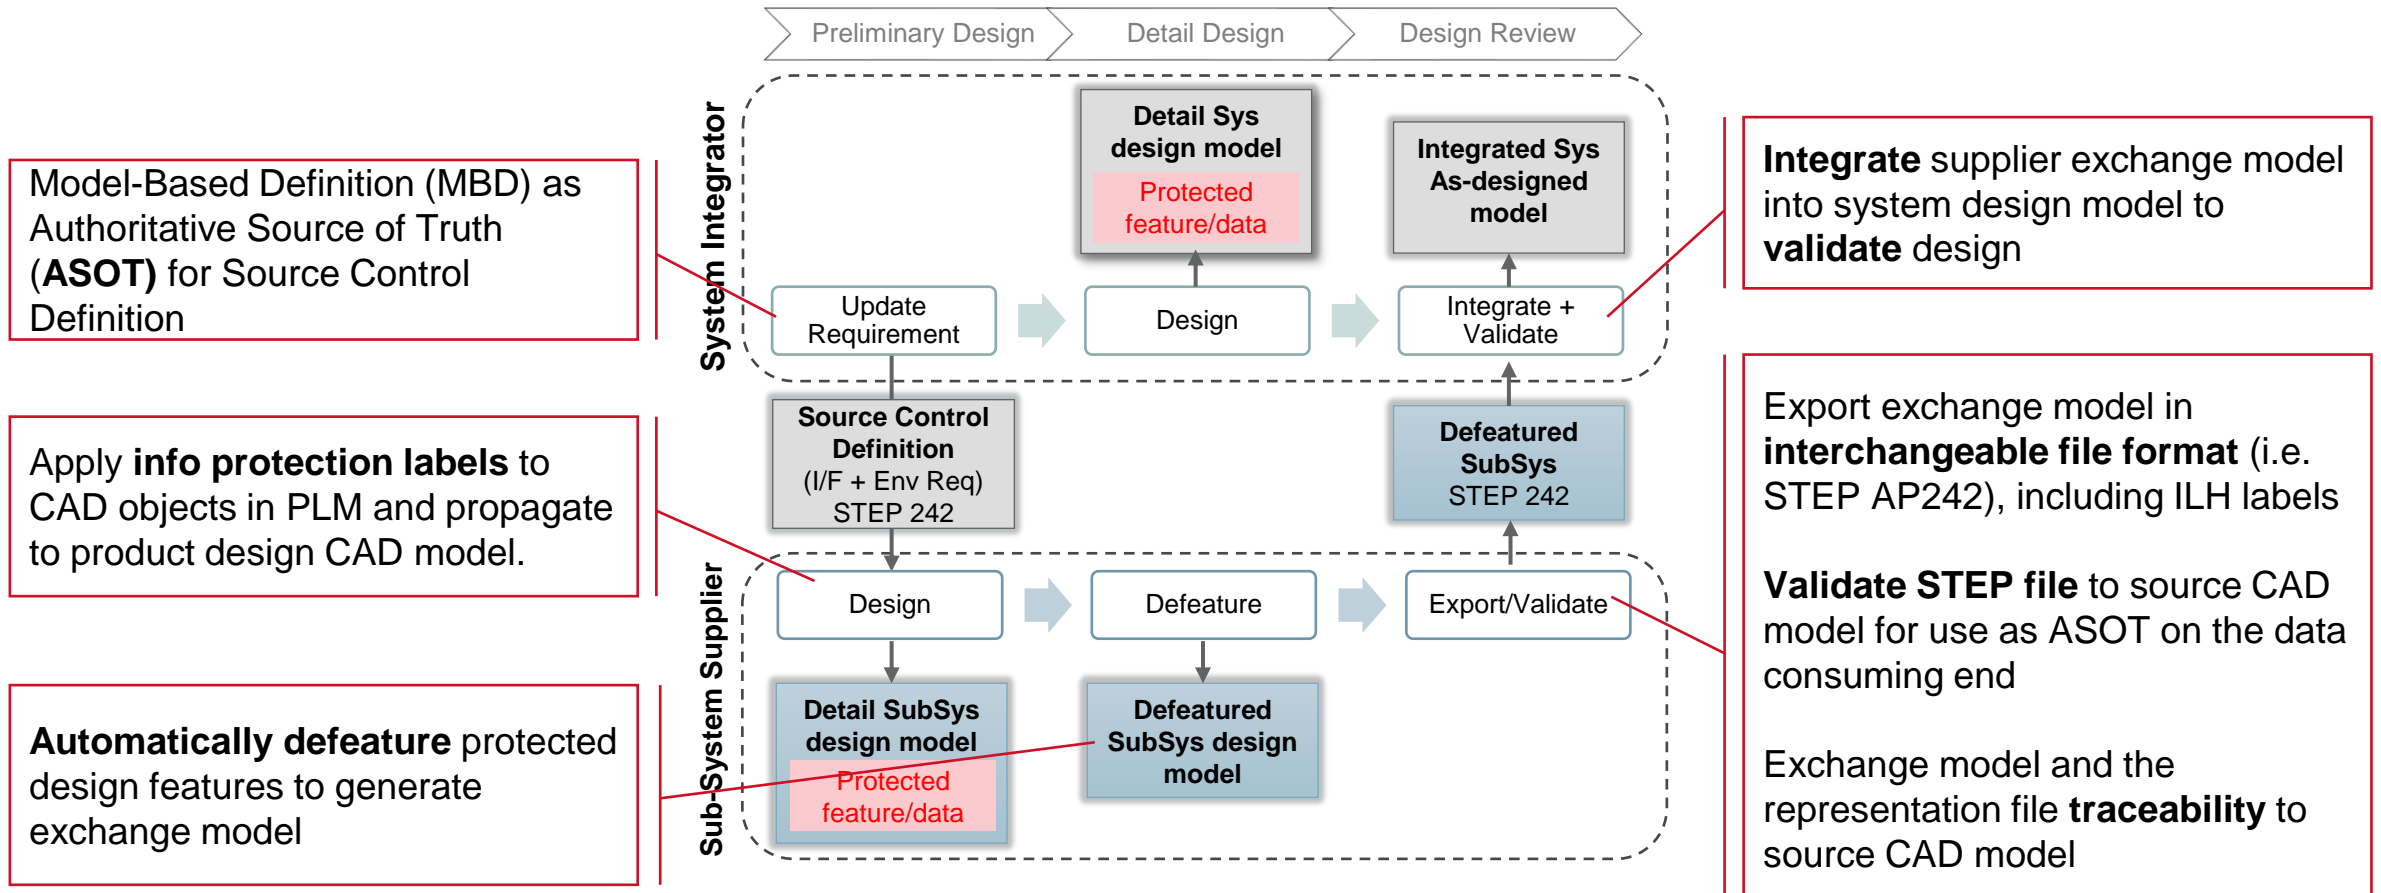 Preliminary Design
Detail Design
Design Review
System Integrator
Detail Sys
design model
Protected
feature/data
Integrated Sys
As-designed
model
Update
Requirement
Design
Integrate +
Validate
Model-Based Definition (MBD) as
Authoritative Source of Truth
(ASOT) for Source Control
Definition
Integrate supplier exchange model
into system design model to
validate design
Source Control
Definition
(I/F + Env Req)
STEP 242
Defeatured
SubSys
STEP 242
Apply info protection labels to
CAD objects in PLM and propagate
to product design CAD model.
Sub-System Supplier
Design
Defeature
Export/Validate
Detail SubSys
design model
Protected
feature/data
Defeatured
SubSys design
model
Automatically defeature protected
design features to generate
exchange model
Export exchange model in
interchangeable file format (i.e.
STEP AP242), including ILH labels
Validate STEP file to source CAD
model for use as ASOT on the data
consuming end
Exchange model and the
representation file traceability to
source CAD model